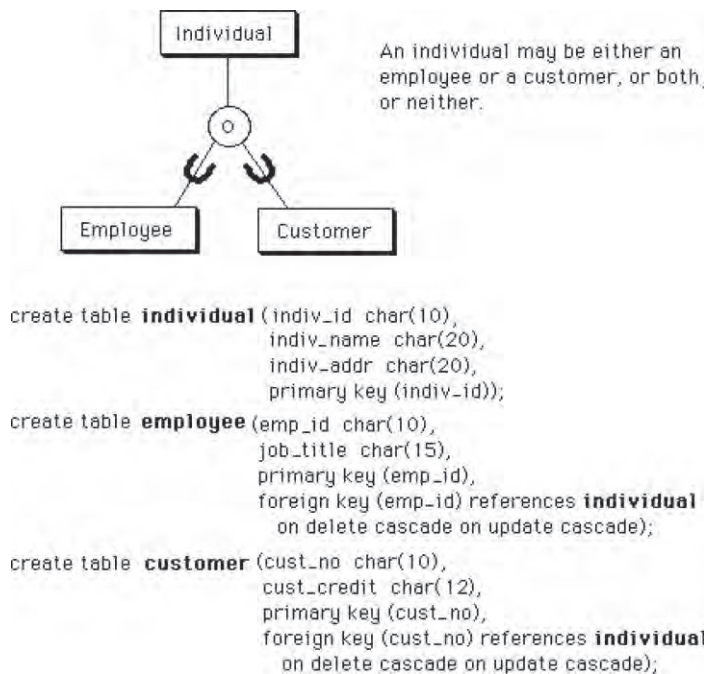 Individual
An individual may be either an
employee or a customer, or both,
or neither.
o
Employee
Customer
create table individual (indiv_id char(10),
indiv_name char(20),
indiv_addr char(20),
primary key (indiv_id));
create table employee (emp_id char(10),
job_title char(15),
primary key (emp_id),
foreign key (emp_id) references individual
on delete cascade on update cascade);
create table customer (cust_no char(10),
cust_credit char(12),
primary key (cust_no),
foreign key (cust_no) references individual
on delete cascade on update cascade);